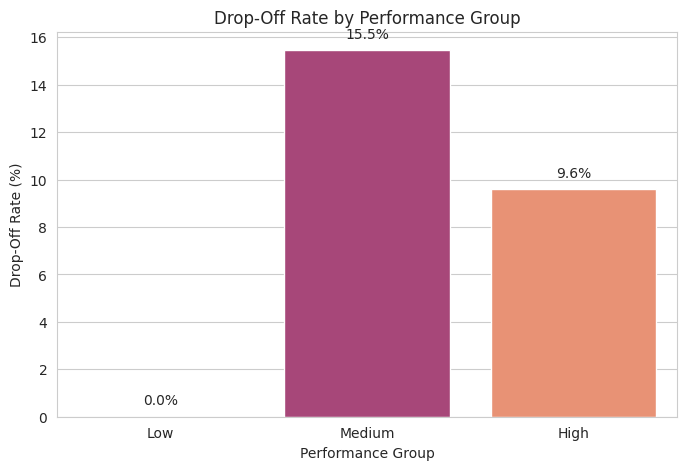 Drop-Off Rate by Performance Group
16
15.5%
14
12
10
9.6%
8
6
4
2
0.0%
0
Drop-Off Rate (%)
Low
Medium
High
Performance Group